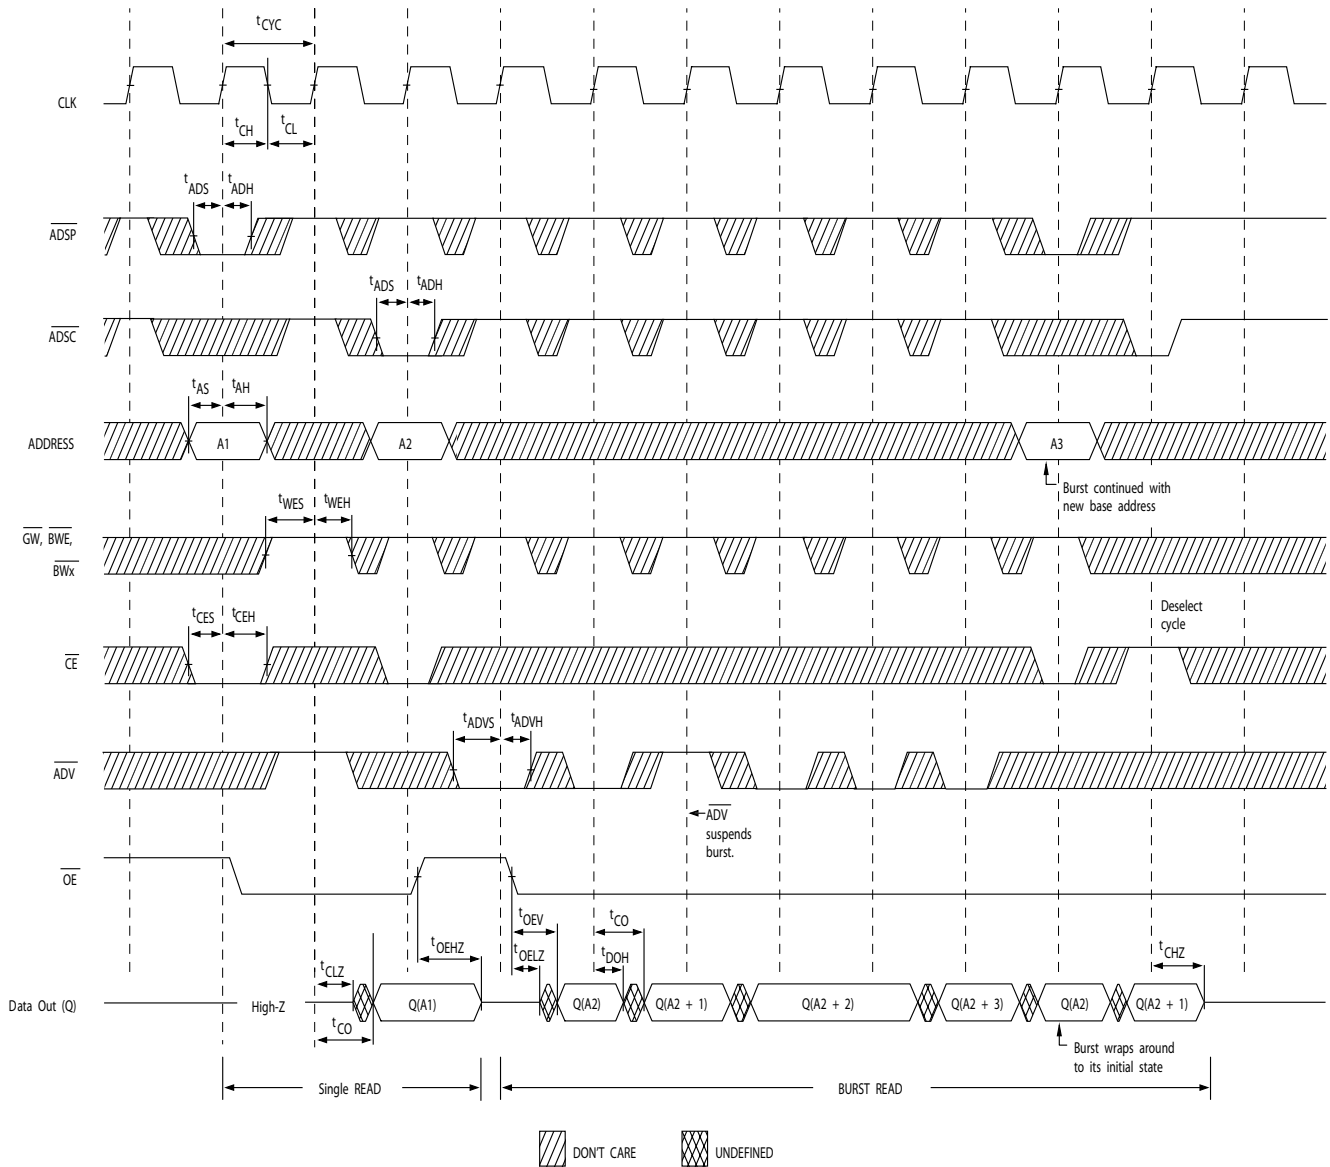 tCYC
CLK
tCH
tCL
tADS
tADH
ADSP
tADS
tADH
ADSC
tAS
tAH
ADDRESS
A1
A2
A3
Burst continued with
new base address
tWES
tWEH
GW, BWE,
BWx
tCES
tCEH
Deselect
cycle
CE
tADVS
tADVH
ADV
ADV
suspends
burst.
OE
tOEV
tCO
tOEHZ
tOELZ
tDOH
tCHZ
tCLZ
Data Out (Q)
High-Z
Q(A1)
Q(A2)
Q(A2 + 1)
Q(A2 + 2)
Q(A2 + 3)
Q(A2)
Q(A2 + 1)
tCO
Burst wraps around
to its initial state
Single READ
BURST READ
DON'T CARE
UNDEFINED